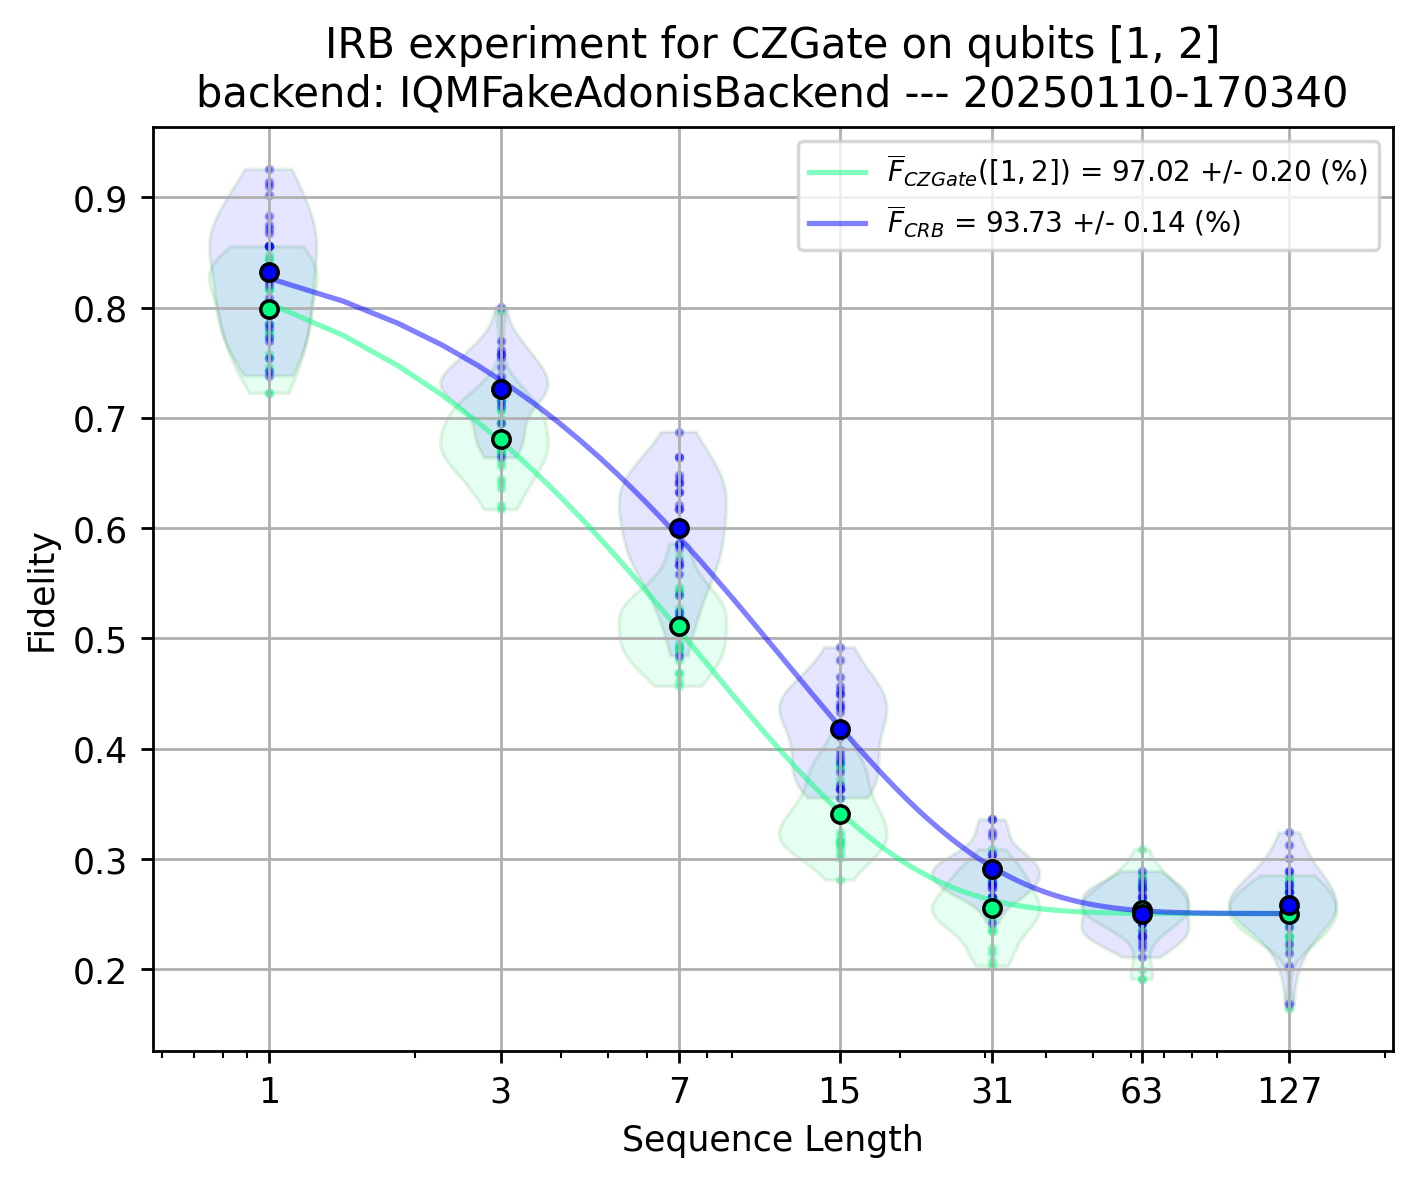 IRB experiment for CZGate on qubits [1, 2]
backend: IQMFakeAdonisBackend --- 20250110-170340
F̅_CZGate([1, 2]) = 97.02 +/- 0.20 (%)
F̅_CRB = 93.73 +/- 0.14 (%)
0.9
0.8
0.7
0.6
0.5
0.4
0.3
0.2
Fidelity
1 3 7 15 31 63 127
Sequence Length